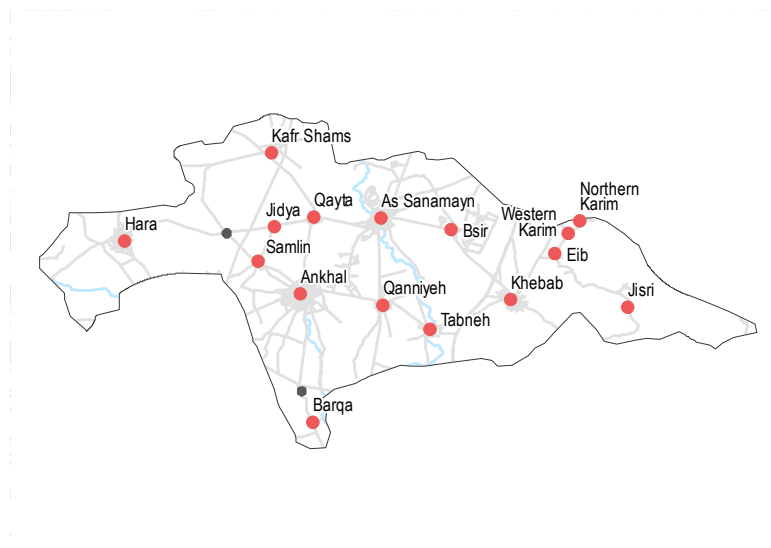 Kafr Shams
Northern
Karim
Qayta
As Sanamayn
Jidya
Western
Karim
Hara
Bsir
Samlin
Eib
Ankhal
Khebab
Qanniyeh
Jisri
Tabneh
Barqa